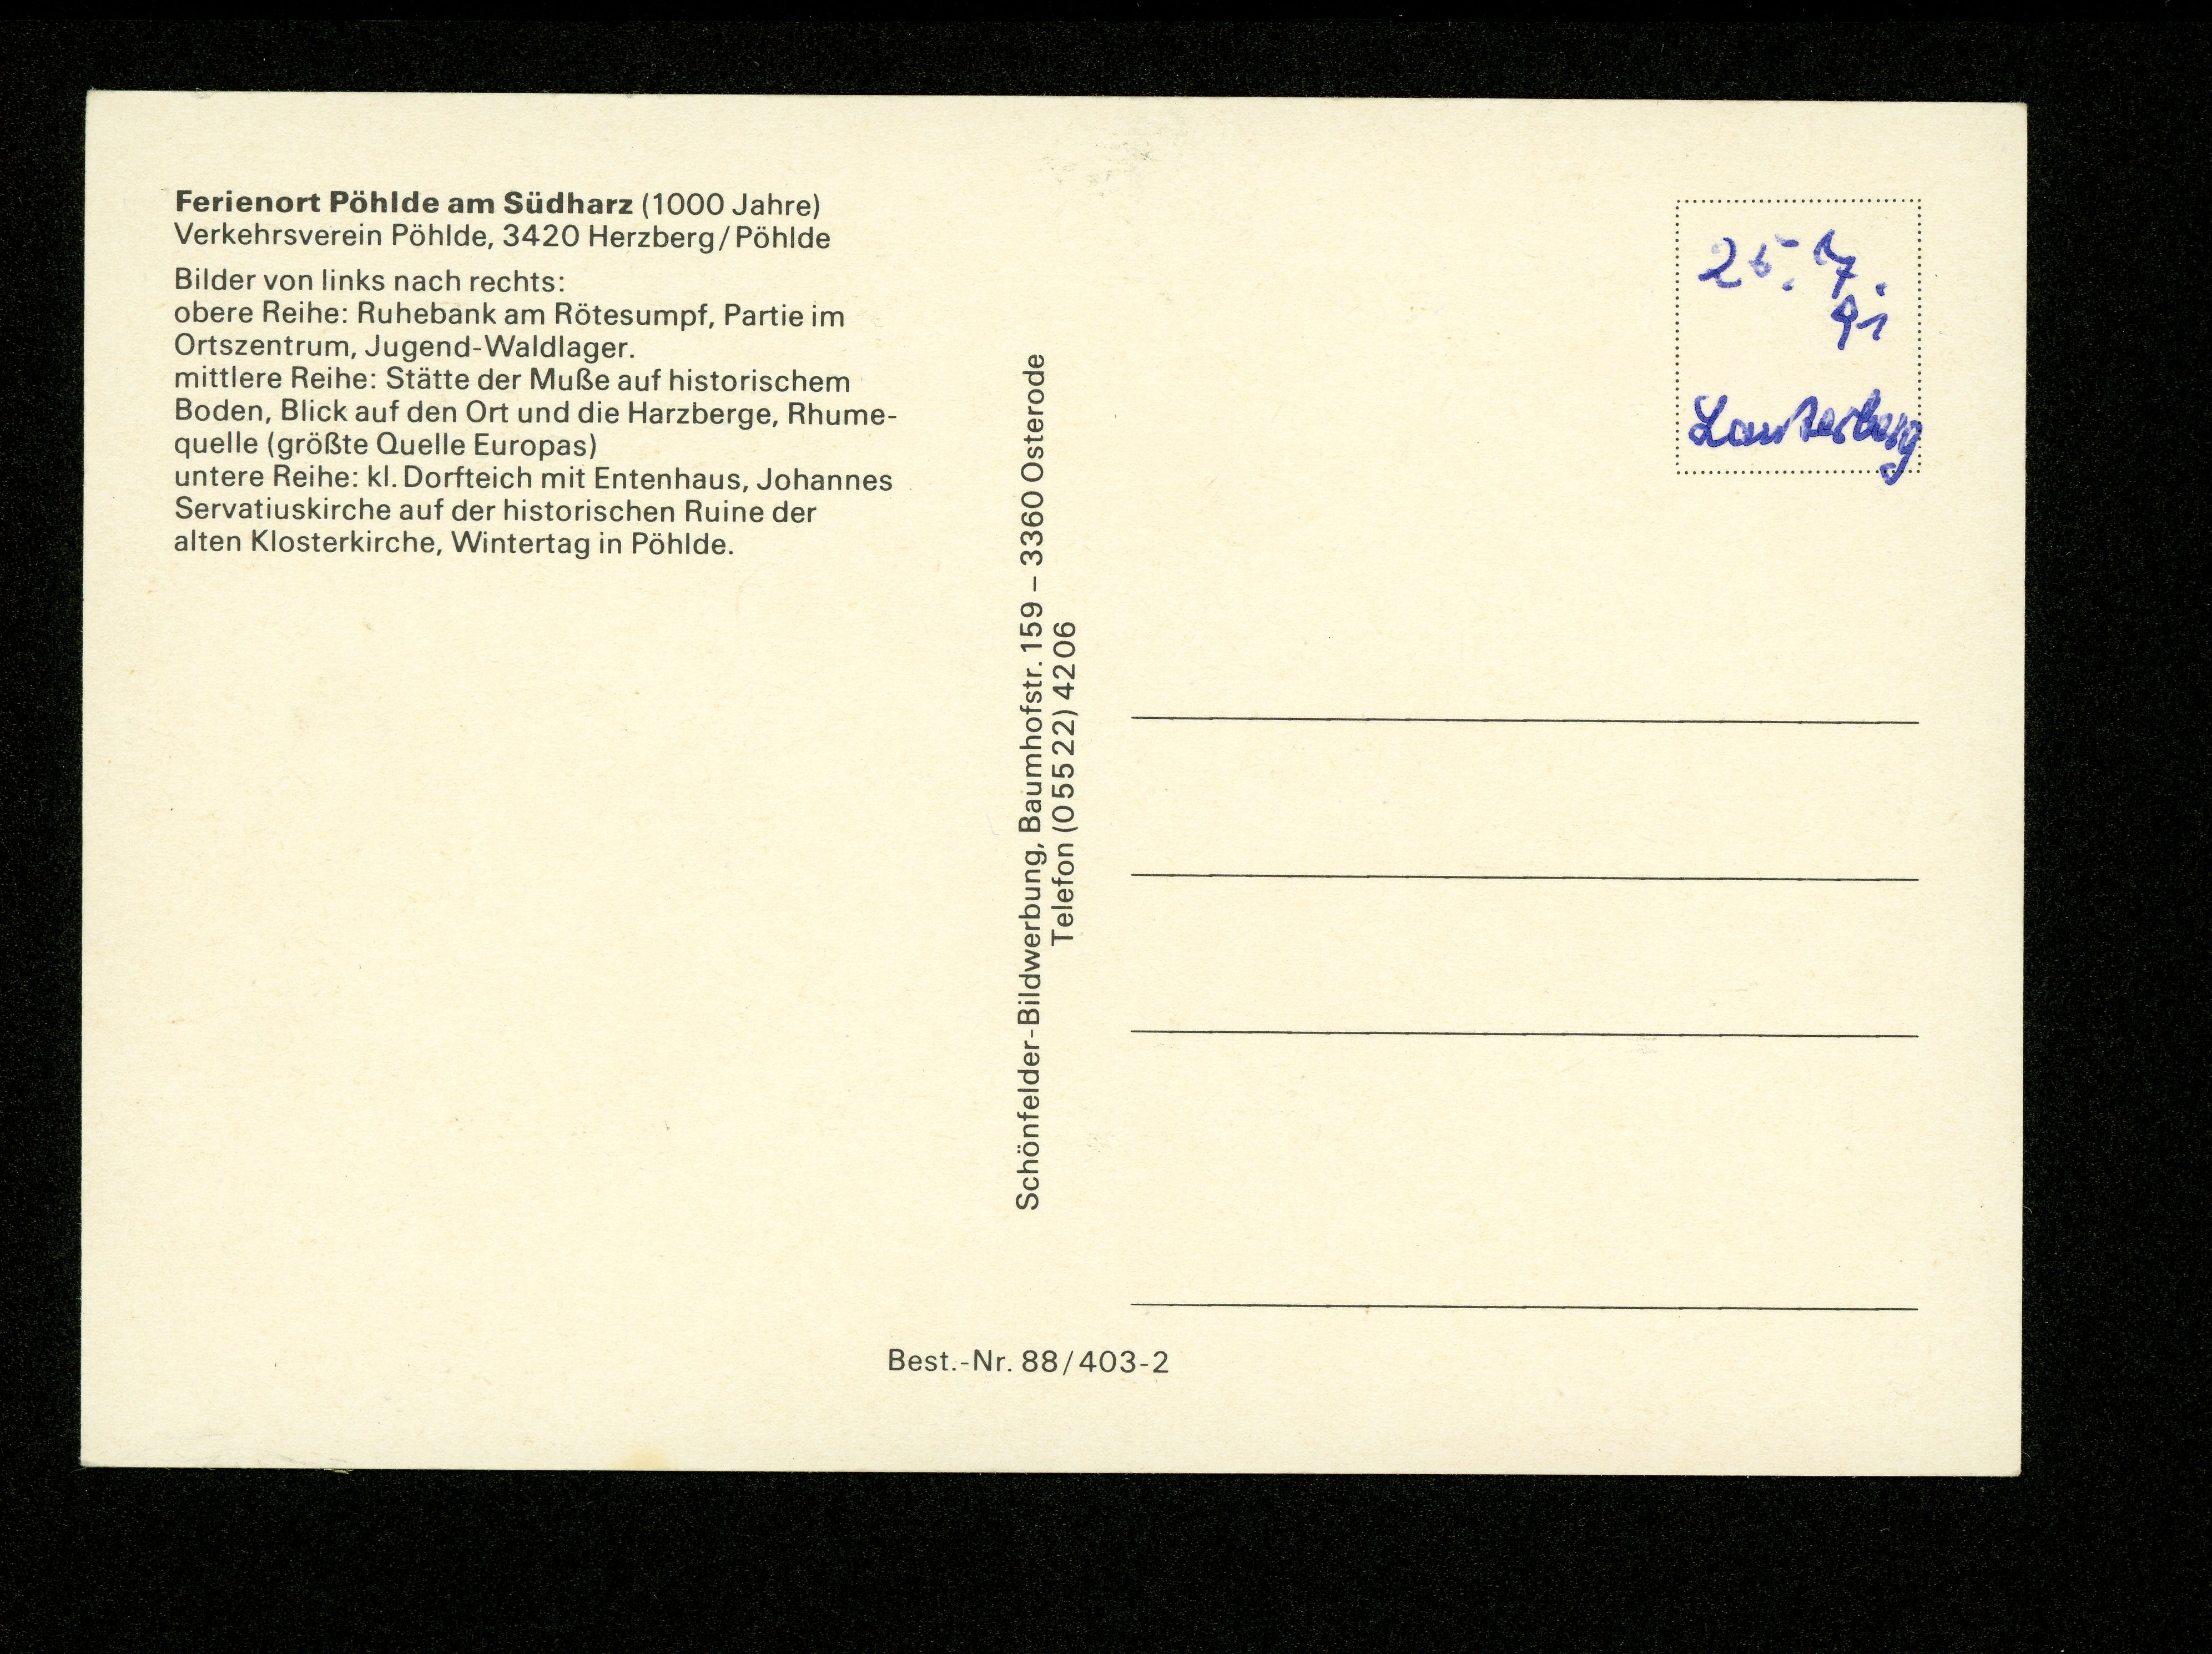 Ferienort Pöhlde am Südharz (1000 Jahre)
Verkehrsverein Pöhlde, 3420 Herzberg/Pöhlde
Bilder von links nach rechts:
obere Reihe: Ruhebank am Rötesumpf, Partie im
Ortszentrum, Jugend-Waldlager.
mittlere Reihe: Stätte der Muße auf historischem
Boden, Blick auf den Ort und die Harzberge, Rhume-
quelle (größte Quelle Europas)
untere Reihe: kl. Dorfteich mit Entenhaus, Johannes
Servatiuskirche auf der historischen Ruine der
alten Klosterkirche, Wintertag in Pöhlde.
Schönfelder-Bildwerbung, Baumhofstr. 159 – 3360 Osterode
Telefon (05522) 4206
25. 7.
91
Lauterberg
Best.-Nr. 88/403-2